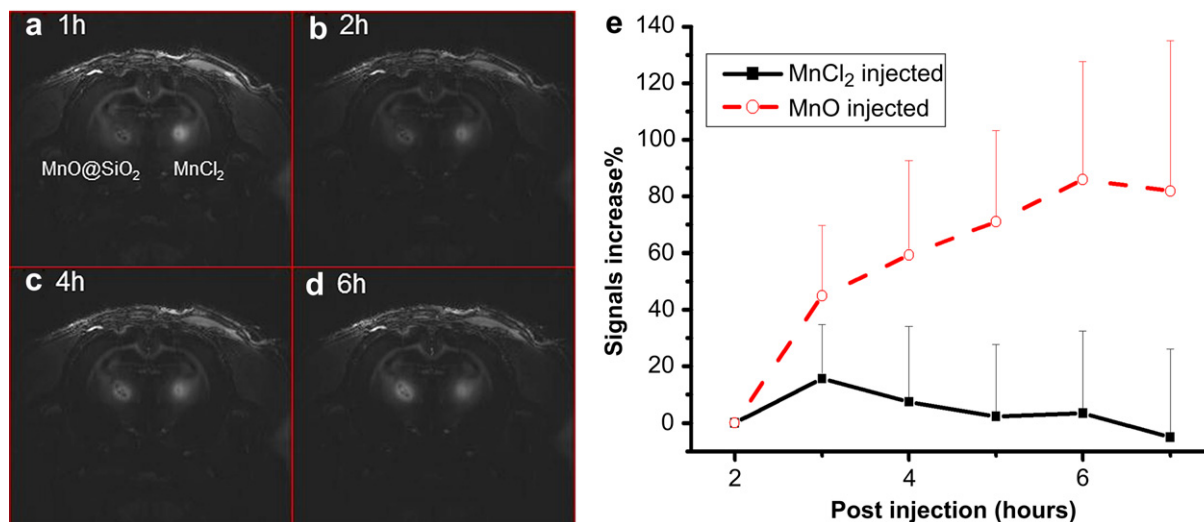 a 1h
b 2h
MnO@SiO₂
MnCl₂
c 4h
d 6h
e
140
120
100
80
60
40
20
0
Signals increase%
MnCl₂ injected
MnO injected
2
4
6
Post injection (hours)